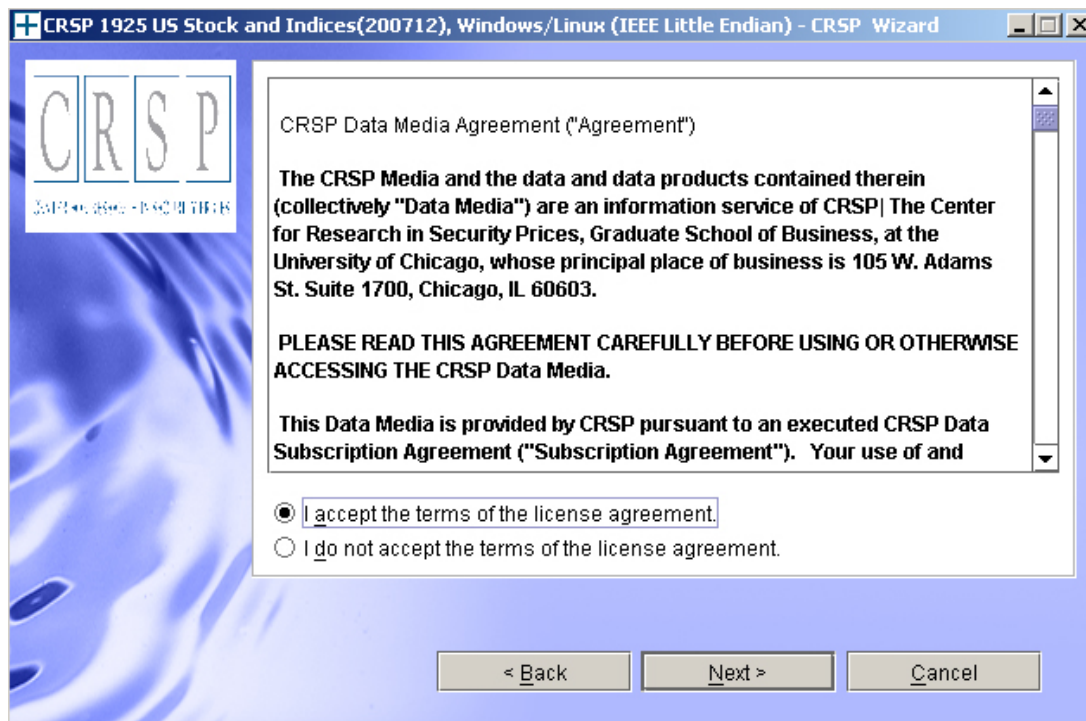 CRSP 1925 US Stock and Indices(200712), Windows/Linux (IEEE Little Endian) - CRSP Wizard
CRSP
CRSP Data Media Agreement ("Agreement")
The CRSP Media and the data and data products contained therein
(collectively "Data Media") are an information service of CRSP| The Center
for Research in Security Prices, Graduate School of Business, at the
University of Chicago, whose principal place of business is 105 W. Adams
St. Suite 1700, Chicago, IL 60603.
PLEASE READ THIS AGREEMENT CAREFULLY BEFORE USING OR OTHERWISE
ACCESSING THE CRSP Data Media.
This Data Media is provided by CRSP pursuant to an executed CRSP Data
Subscription Agreement ("Subscription Agreement"). Your use of and
I accept the terms of the license agreement.
I do not accept the terms of the license agreement.
< Back
Next >
Cancel